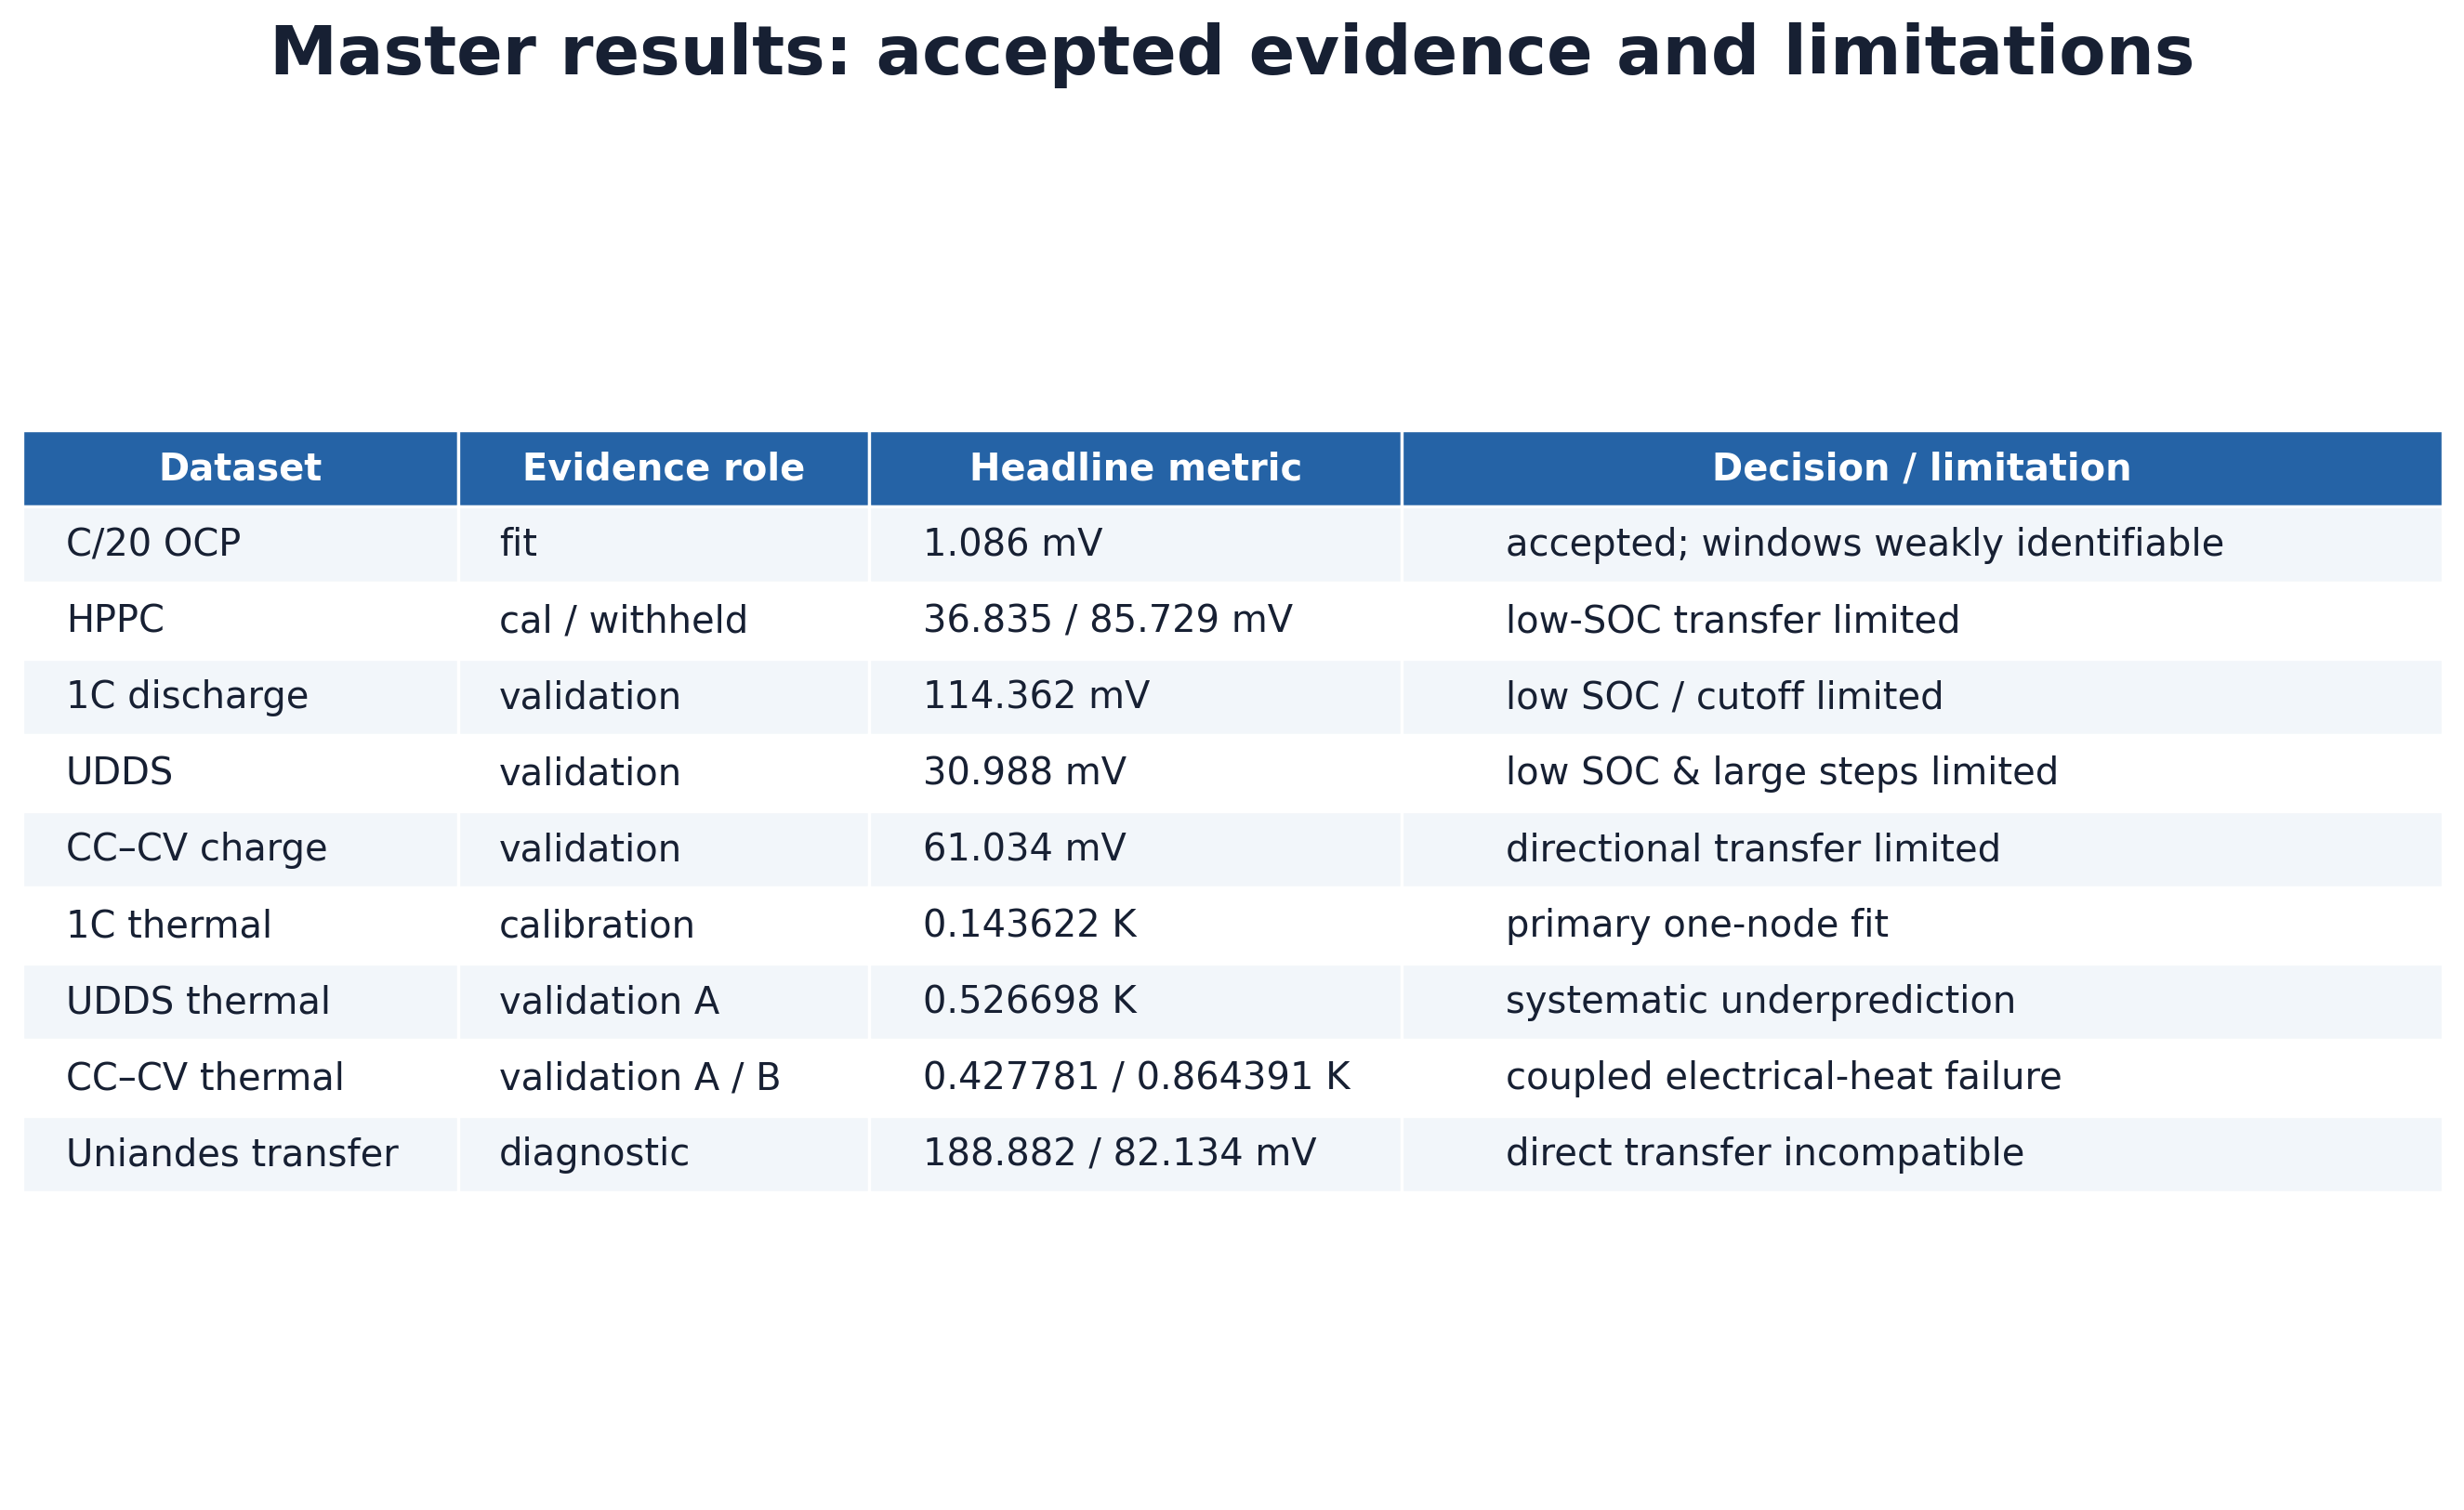 Master results: accepted evidence and limitations
Dataset Evidence role Headline metric Decision / limitation
C/20 OCP fit 1.086 mV accepted; windows weakly identifiable
HPPC cal / withheld 36.835 / 85.729 mV low-SOC transfer limited
1C discharge validation 114.362 mV low SOC / cutoff limited
UDDS validation 30.988 mV low SOC & large steps limited
CC–CV charge validation 61.034 mV directional transfer limited
1C thermal calibration 0.143622 K primary one-node fit
UDDS thermal validation A 0.526698 K systematic underprediction
CC–CV thermal validation A / B 0.427781 / 0.864391 K coupled electrical-heat failure
Uniandes transfer diagnostic 188.882 / 82.134 mV direct transfer incompatible